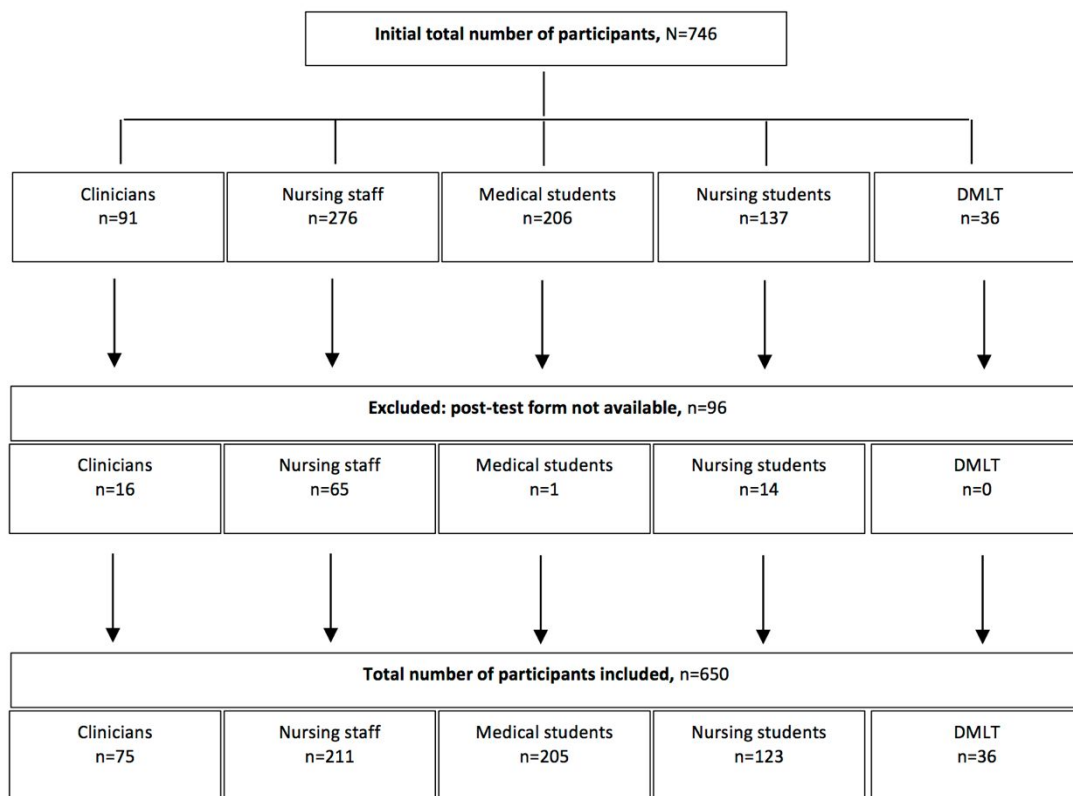 Initial total number of participants, N=746
Clinicians
n=91
Nursing staff
n=276
Medical students
n=206
Nursing students
n=137
DMLT
n=36
Excluded: post-test form not available, n=96
Clinicians
n=16
Nursing staff
n=65
Medical students
n=1
Nursing students
n=14
DMLT
n=0
Total number of participants included, n=650
Clinicians
n=75
Nursing staff
n=211
Medical students
n=205
Nursing students
n=123
DMLT
n=36